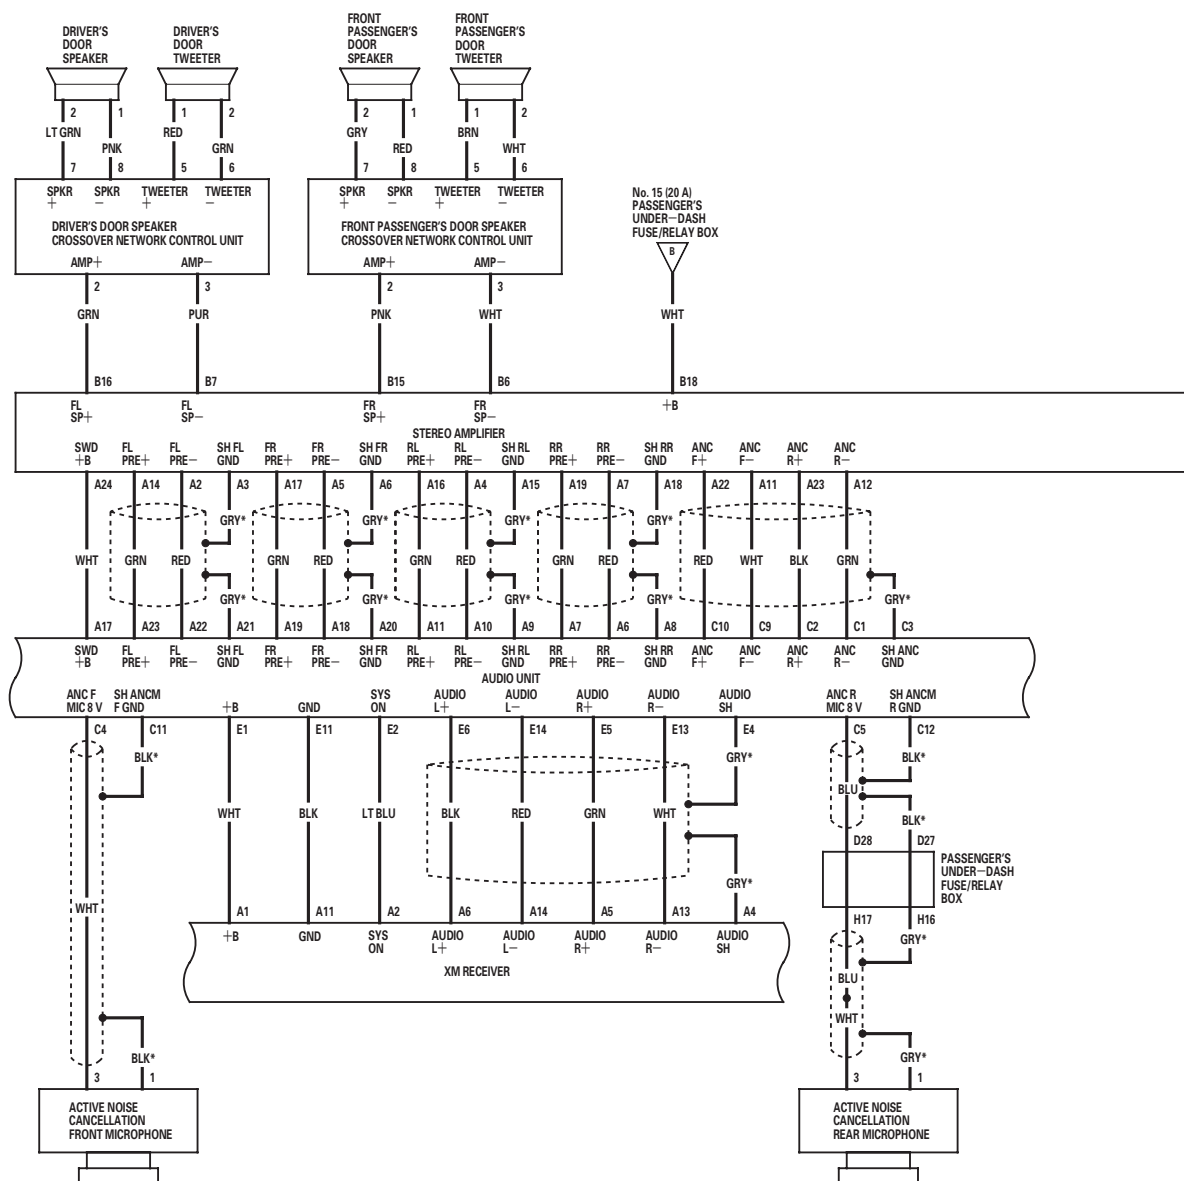 DRIVER'S
DOOR
SPEAKER
DRIVER'S
DOOR
TWEETER
FRONT
PASSENGER'S
DOOR
SPEAKER
FRONT
PASSENGER'S
DOOR
TWEETER
2 1 1 2 2 1 1 2
LT GRN RED GRY BRN
PNK GRN RED WHT
7 8 5 6 7 8 5 6
SPKR + SPKR − TWEETER + TWEETER −
DRIVER'S DOOR SPEAKER
CROSSOVER NETWORK CONTROL UNIT
AMP+ AMP−
SPKR + SPKR − TWEETER + TWEETER −
FRONT PASSENGER'S DOOR SPEAKER
CROSSOVER NETWORK CONTROL UNIT
AMP+ AMP−
No. 15 (20 A)
PASSENGER'S
UNDER−DASH
FUSE/RELAY BOX
B
2 3 2 3
GRN PUR PNK WHT WHT
B16 B7 B15 B6 B18
FL FL FR FR +B
SP+ SP− SP+ SP−
STEREO AMPLIFIER
SWD FL FL SH FL FR FR SH FR RL RL SH RL RR RR SH RR ANC ANC ANC ANC
+B PRE+ PRE− GND PRE+ PRE− GND PRE+ PRE− GND PRE+ PRE− GND F+ F− R+ R−
A24 A14 A2 A3 A17 A5 A6 A16 A4 A15 A19 A7 A18 A22 A11 A23 A12
GRY* GRY* GRY* GRY*
WHT GRN RED GRN RED GRN RED GRN RED RED WHT BLK GRN
GRY* GRY* GRY* GRY* GRY*
A17 A23 A22 A21 A19 A18 A20 A11 A10 A9 A7 A6 A8 C10 C9 C2 C1 C3
SWD FL FL SH FL FR FR SH FR RL RL SH RL RR RR SH RR ANC ANC ANC ANC SH ANC
+B PRE+ PRE− GND PRE+ PRE− GND PRE+ PRE− GND PRE+ PRE− GND F+ F− R+ R− GND
AUDIO UNIT
ANC F SH ANCM SYS AUDIO AUDIO AUDIO AUDIO AUDIO ANC R SH ANCM
MIC 8 V F GND +B GND ON L+ L− R+ R− SH MIC 8 V R GND
C4 C11 E1 E11 E2 E6 E14 E5 E13 E4 C5 C12
BLK* GRY* BLK*
BLU
WHT BLK LT BLU BLK RED GRN WHT
BLK*
D28 D27
PASSENGER'S
UNDER−DASH
FUSE/RELAY
BOX
GRY*
WHT
A1 A11 A2 A6 A14 A5 A13 A4
H17 H16
+B GND SYS AUDIO AUDIO AUDIO AUDIO AUDIO
ON L+ L− R+ R− SH
GRY*
XM RECEIVER
BLU
WHT
BLK* GRY*
3 1 3 1
ACTIVE NOISE
CANCELLATION
FRONT MICROPHONE
ACTIVE NOISE
CANCELLATION
REAR MICROPHONE